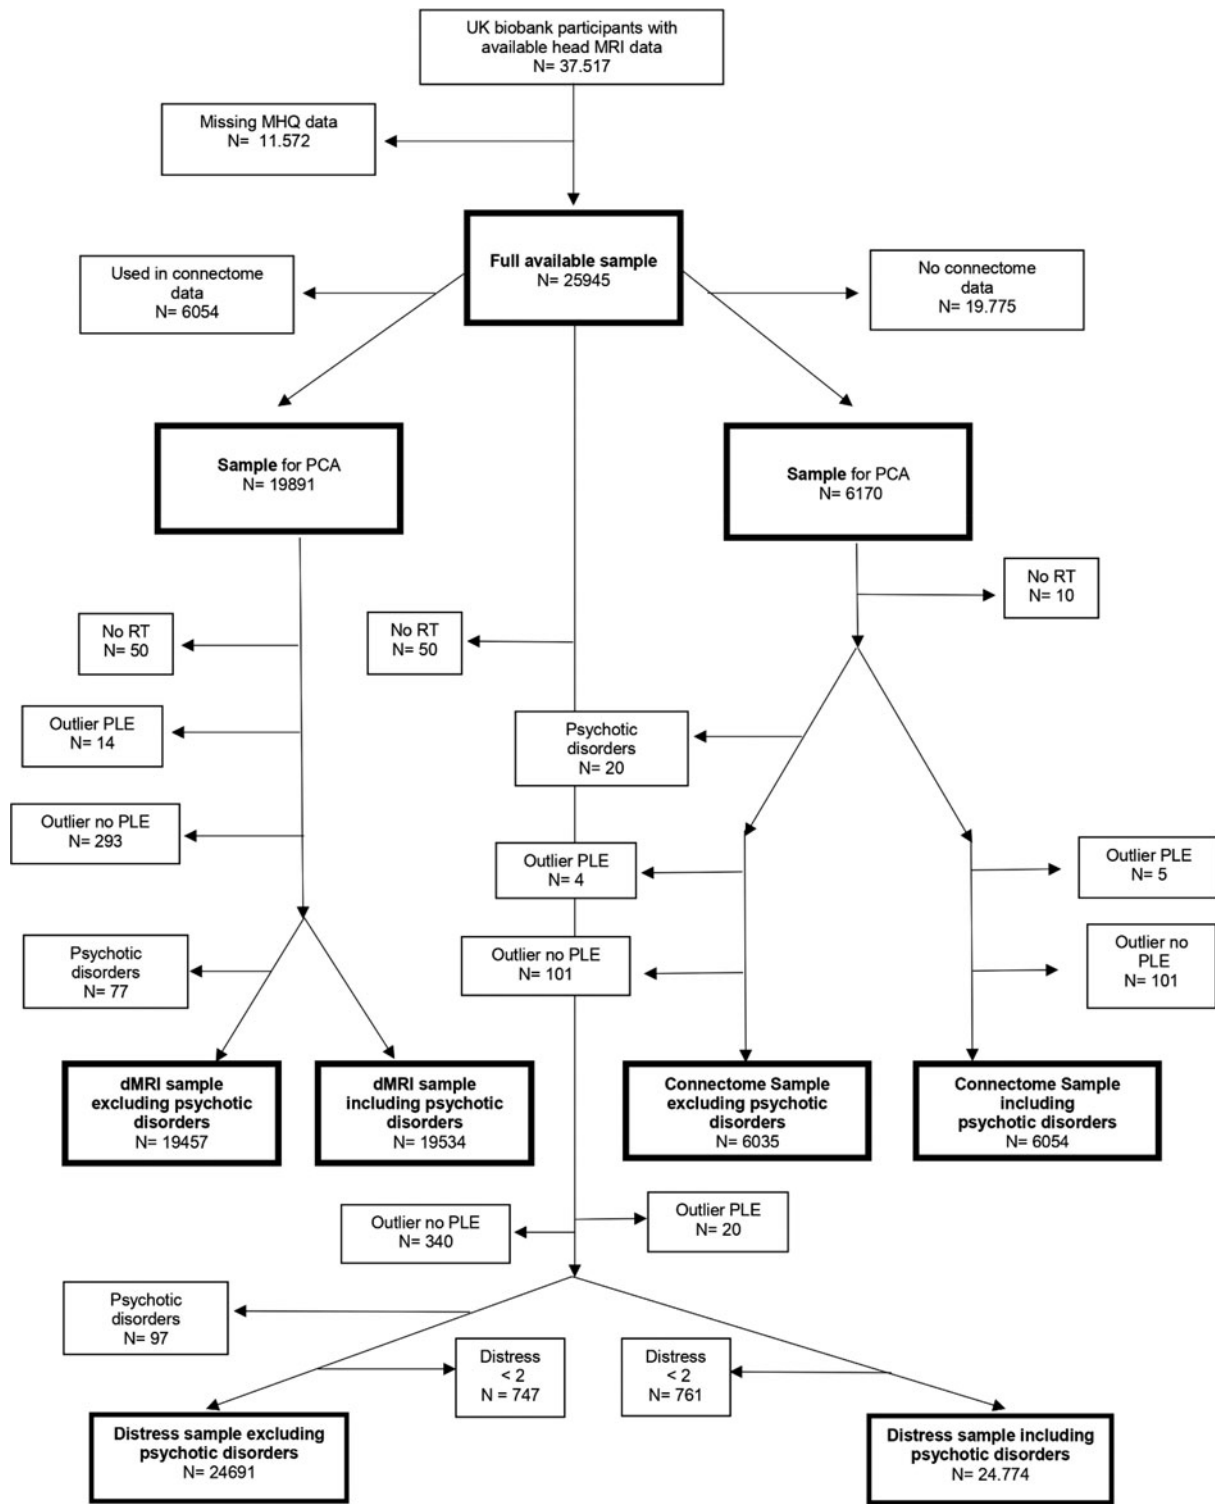 UK biobank participants with
available head MRI data
N= 37.517
Missing MHQ data
N=  11.572
Full available sample
N= 25945
Used in connectome
data
N= 6054
No connectome
data
N= 19.775
Sample for PCA
N= 19891
Sample for PCA
N= 6170
No RT
N= 10
No RT
N= 50
No RT
N= 50
Outlier PLE
N= 14
Psychotic
disorders
N= 20
Outlier no PLE
N= 293
Outlier PLE
N= 4
Outlier PLE
N= 5
Psychotic
disorders
N= 77
Outlier no PLE
N= 101
Outlier no
PLE
N= 101
dMRI sample
excluding psychotic
disorders
N= 19457
dMRI sample
including psychotic
disorders
N= 19534
Connectome Sample
excluding psychotic
disorders
N= 6035
Connectome Sample
including
psychotic disorders
N= 6054
Outlier no PLE
N= 340
Outlier PLE
N= 20
Psychotic
disorders
N= 97
Distress
< 2
N = 747
Distress
< 2
N= 761
Distress sample excluding
psychotic disorders
N= 24691
Distress sample including
psychotic disorders
N= 24.774